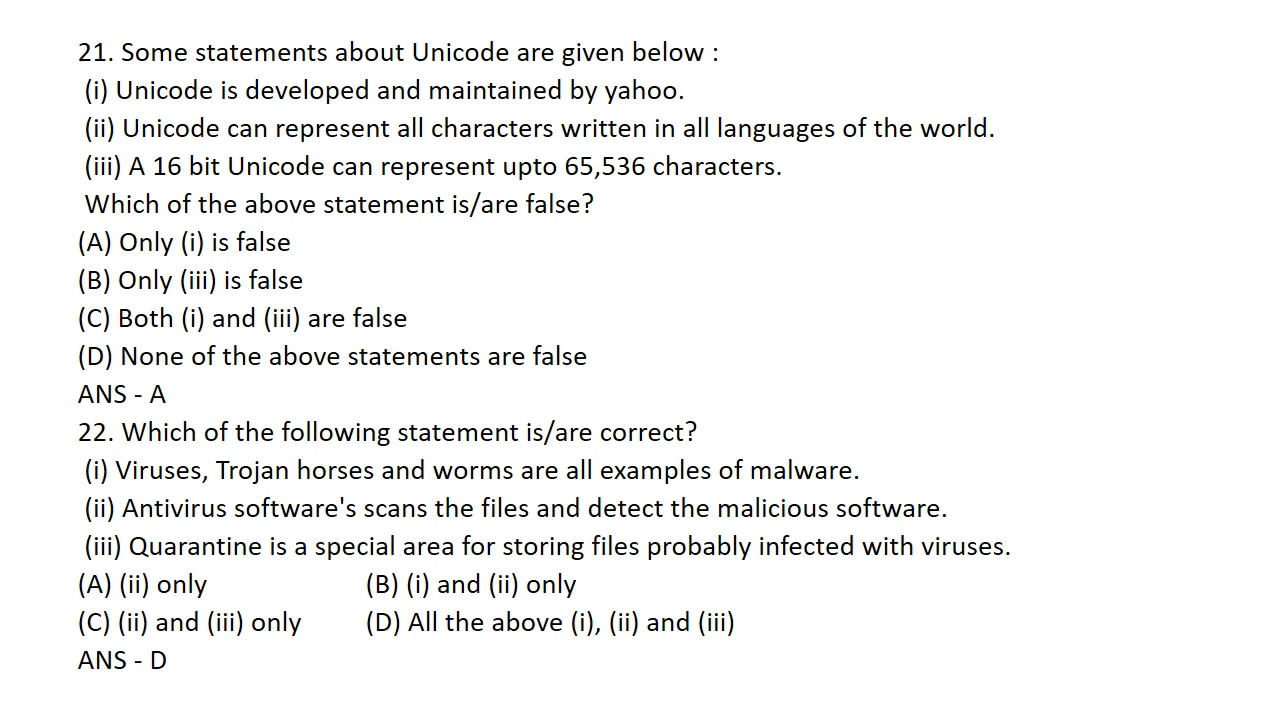 21. Some statements about Unicode are given below :
(i) Unicode is developed and maintained by yahoo.
(ii) Unicode can represent all characters written in all languages of the world.
(iii) A 16 bit Unicode can represent upto 65,536 characters.
Which of the above statement is/are false?
(A) Only (i) is false
(B) Only (iii) is false
(C) Both (i) and (iii) are false
(D) None of the above statements are false
ANS - A
22. Which of the following statement is/are correct?
(i) Viruses, Trojan horses and worms are all examples of malware.
(ii) Antivirus software's scans the files and detect the malicious software.
(iii) Quarantine is a special area for storing files probably infected with viruses.
(A) (ii) only (B) (i) and (ii) only
(C) (ii) and (iii) only (D) All the above (i), (ii) and (iii)
ANS - D